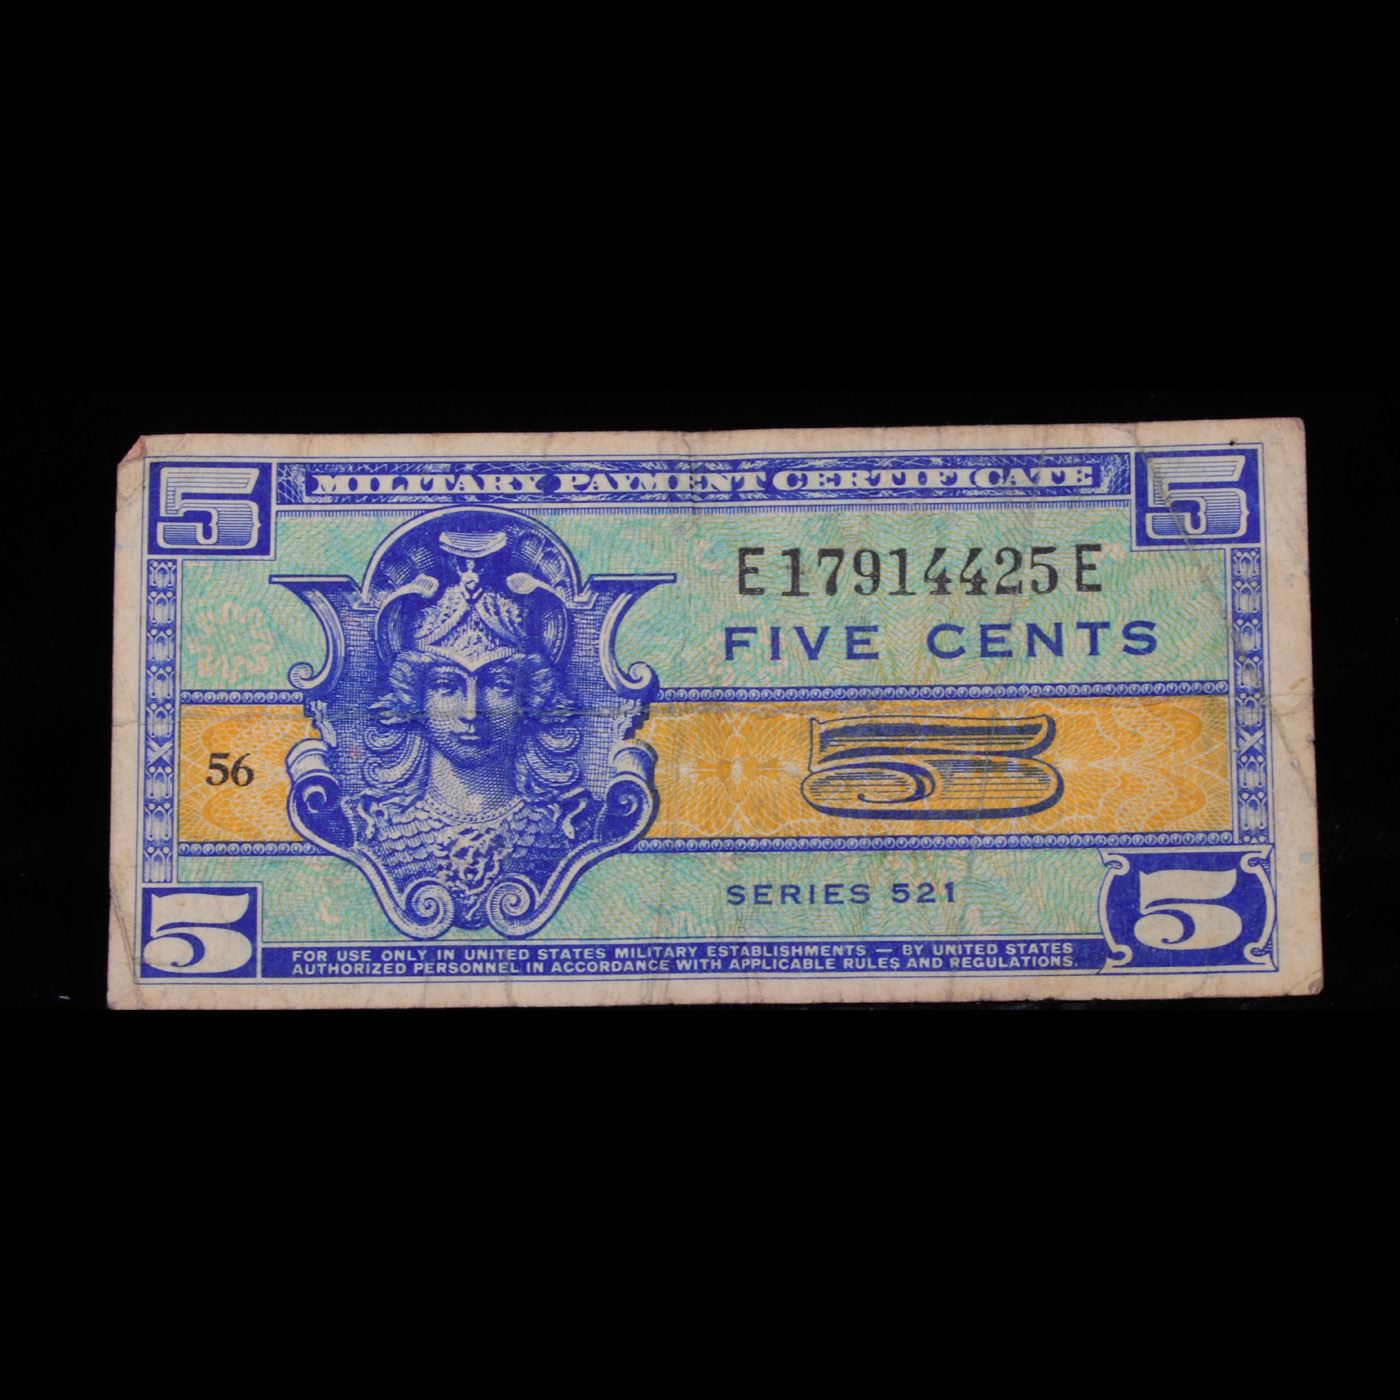 5 MILITARY PAYMENT CERTIFICATE 5
E17914425E
FIVE CENTS
56
5
SERIES 521
5
FOR USE ONLY IN UNITED STATES MILITARY ESTABLISHMENTS — BY UNITED STATES
AUTHORIZED PERSONNEL IN ACCORDANCE WITH APPLICABLE RULES AND REGULATIONS.
5